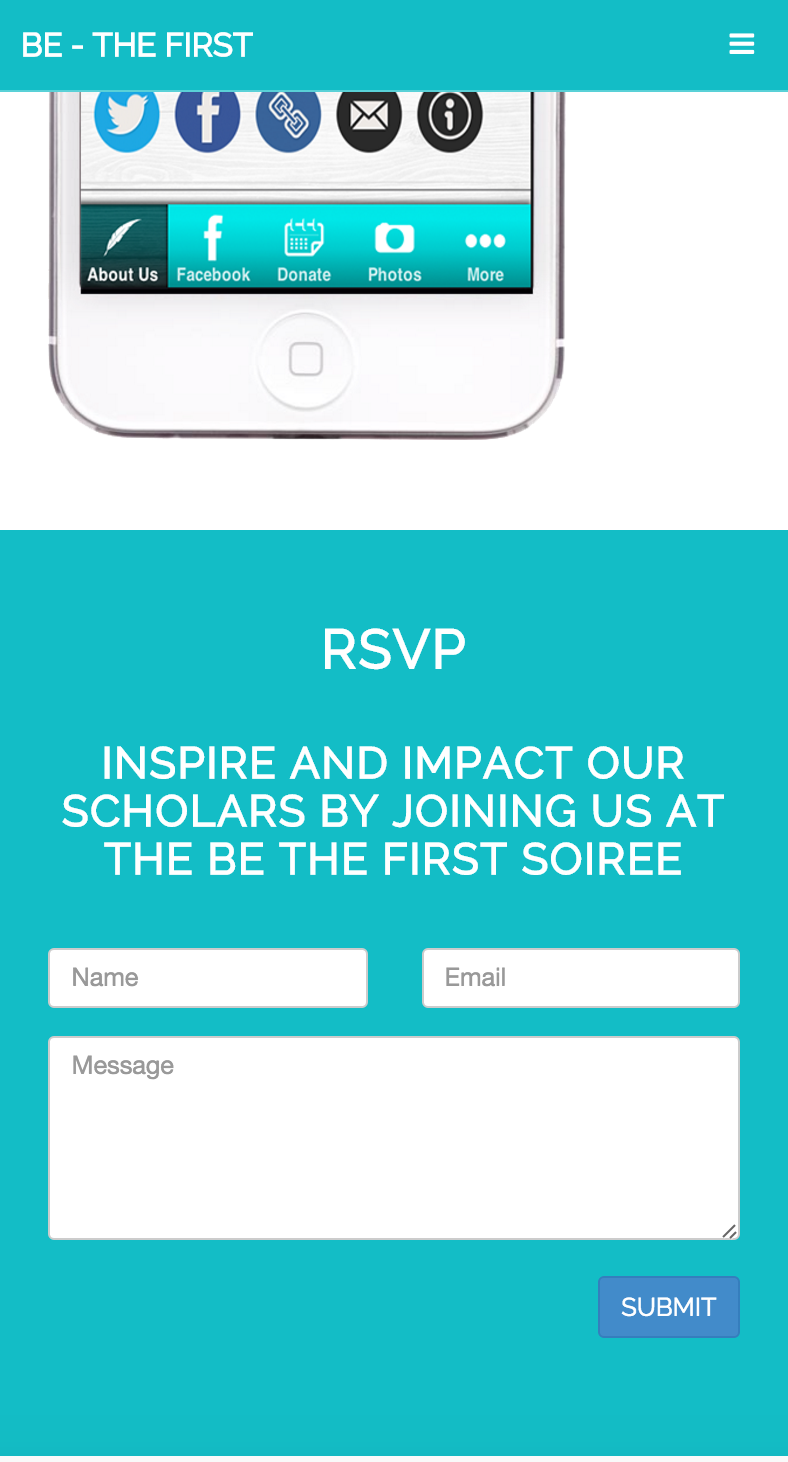 BE - THE FIRST
About Us Facebook Donate Photos More
RSVP
INSPIRE AND IMPACT OUR
SCHOLARS BY JOINING US AT
THE BE THE FIRST SOIREE
Name Email
Message
SUBMIT